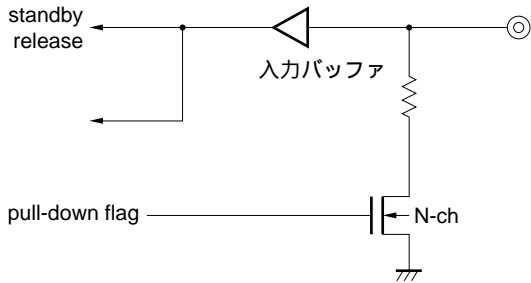 standby
release
入力バッファ
pull-down flag
N-ch